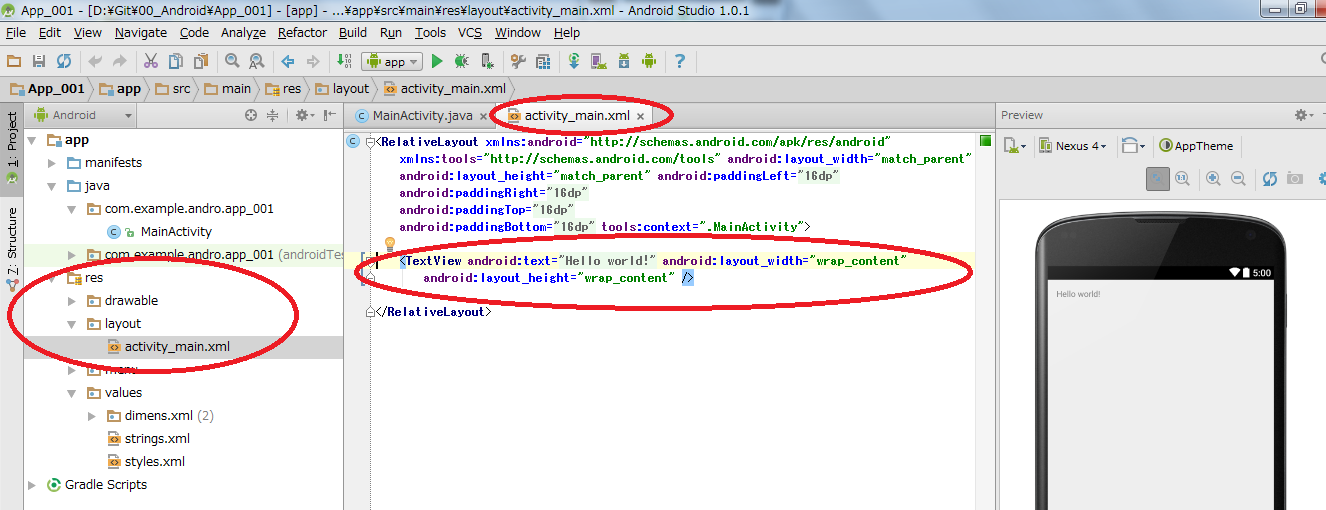 App_001 - [D:¥Git¥00_Android¥App_001] - [app] - ...¥app¥src¥main¥res¥layout¥activity_main.xml - Android Studio 1.0.1
File Edit View Navigate Code Analyze Refactor Build Run Tools VCS Window Help
app
App_001 app src main res layout activity_main.xml
1: Project
7: Structure
Android
app
manifests
java
com.example.andro.app_001
MainActivity
com.example.andro.app_001 (androidTes
res
drawable
layout
activity_main.xml
menu
values
dimens.xml (2)
strings.xml
styles.xml
Gradle Scripts
MainActivity.java activity_main.xml
<RelativeLayout xmlns:android="http://schemas.android.com/apk/res/android"
xmlns:tools="http://schemas.android.com/tools" android:layout_width="match_parent"
android:layout_height="match_parent" android:paddingLeft="16dp"
android:paddingRight="16dp"
android:paddingTop="16dp"
android:paddingBottom="16dp" tools:context=".MainActivity">
<TextView android:text="Hello world!" android:layout_width="wrap_content"
android:layout_height="wrap_content" />
</RelativeLayout>
Preview
Nexus 4 AppTheme
5:00
Hello world!